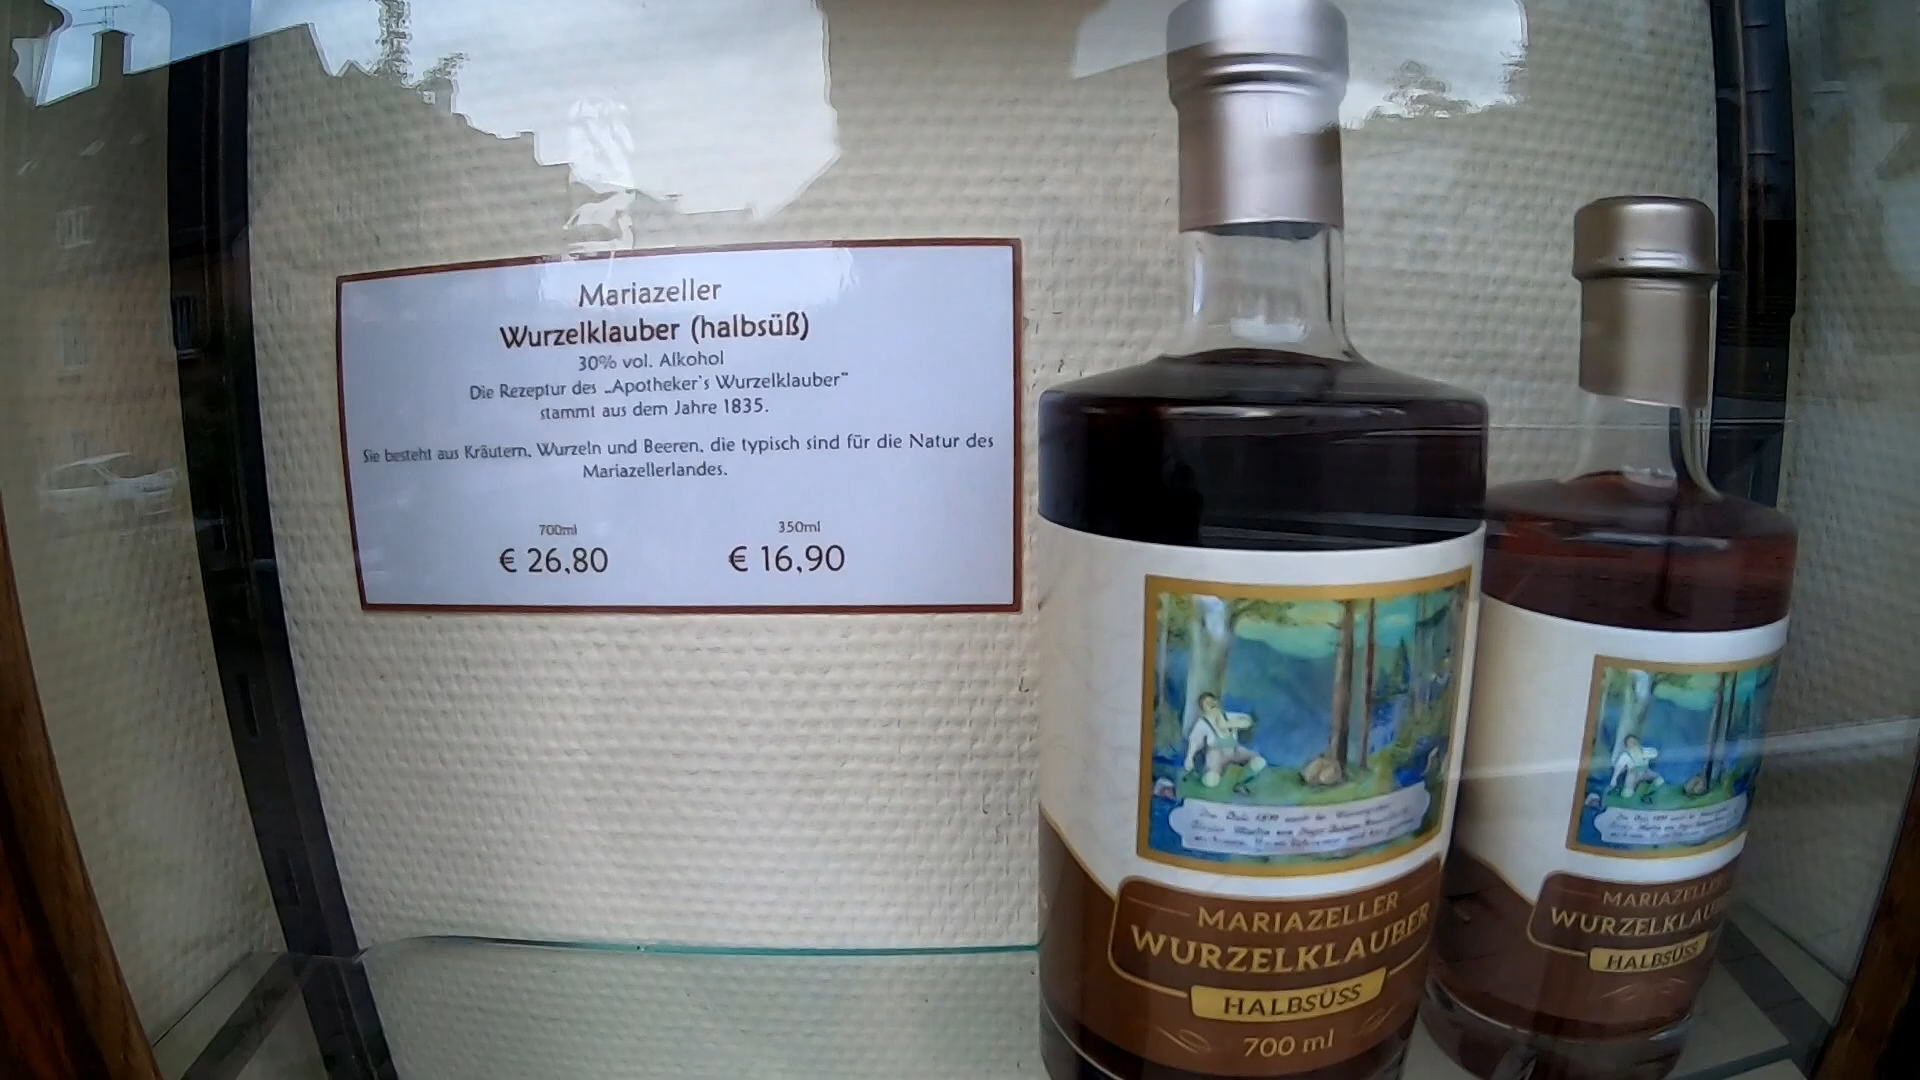 Mariazeller
Wurzelklauber (halbsüß)
30% vol. Alkohol
Die Rezeptur des „Apotheker's Wurzelklauber"
stammt aus dem Jahre 1835.
Sie besteht aus Kräutern, Wurzeln und Beeren, die typisch sind für die Natur des
Mariazellerlandes.
700ml
350ml
€ 26,80
€ 16,90
MARIAZELLER
WURZELKLAUBER
HALBSÜSS
700 ml
MARIAZELLER
WURZELKLAU
HALBSÜSS